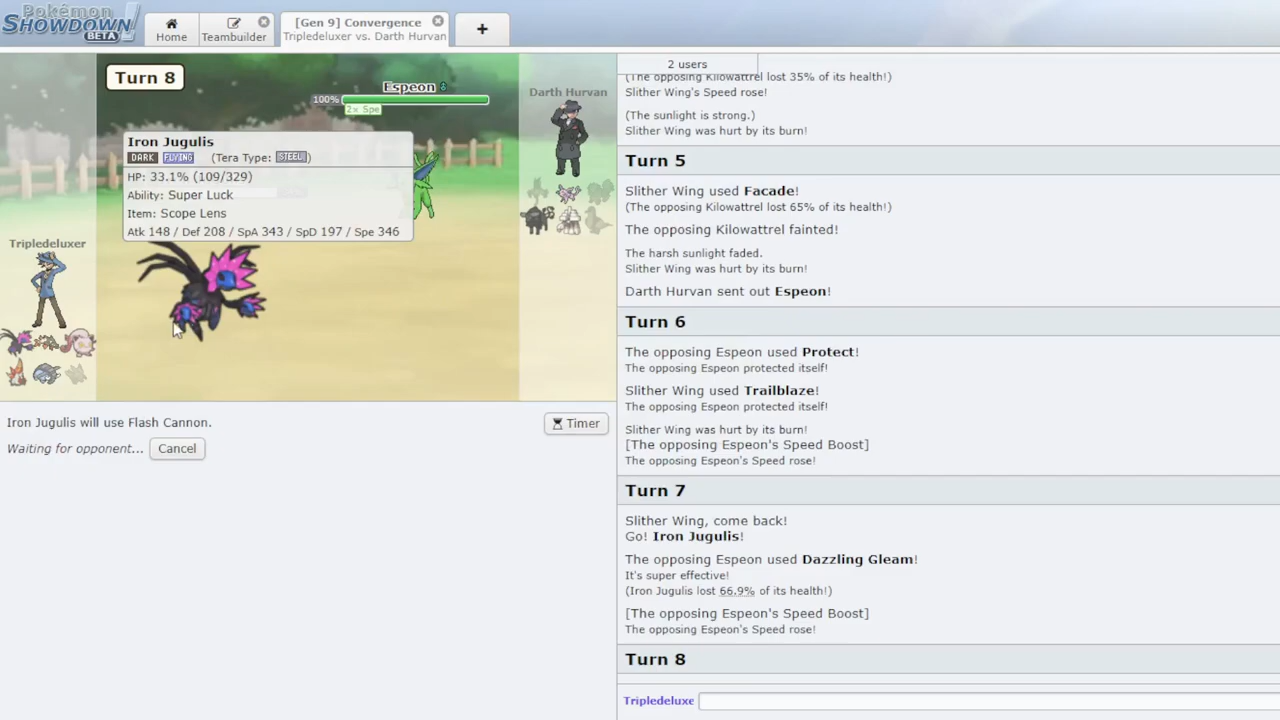 Pokémon
SHOWDOWN!
BETA
Home
Teambuilder
[Gen 9] Convergence
Tripledeluxer vs. Darth Hurvan
+
Turn 8
Espeon
100%
2× Spe
Iron Jugulis
DARK FLYING (Tera Type: STEEL)
HP: 33.1% (109/329)
Ability: Super Luck
Item: Scope Lens
Atk 148 / Def 208 / SpA 343 / SpD 197 / Spe 346
Tripledeluxer
Darth Hurvan
Iron Jugulis will use Flash Cannon.
Timer
Waiting for opponent... Cancel
2 users
(The opposing Kilowattrel lost 35% of its health!)
Slither Wing's Speed rose!
(The sunlight is strong.)
Slither Wing was hurt by its burn!
Turn 5
Slither Wing used Facade!
(The opposing Kilowattrel lost 65% of its health!)
The opposing Kilowattrel fainted!
The harsh sunlight faded.
Slither Wing was hurt by its burn!
Darth Hurvan sent out Espeon!
Turn 6
The opposing Espeon used Protect!
The opposing Espeon protected itself!
Slither Wing used Trailblaze!
The opposing Espeon protected itself!
Slither Wing was hurt by its burn!
[The opposing Espeon's Speed Boost]
The opposing Espeon's Speed rose!
Turn 7
Slither Wing, come back!
Go! Iron Jugulis!
The opposing Espeon used Dazzling Gleam!
It's super effective!
(Iron Jugulis lost 66.9% of its health!)
[The opposing Espeon's Speed Boost]
The opposing Espeon's Speed rose!
Turn 8
Tripledeluxe